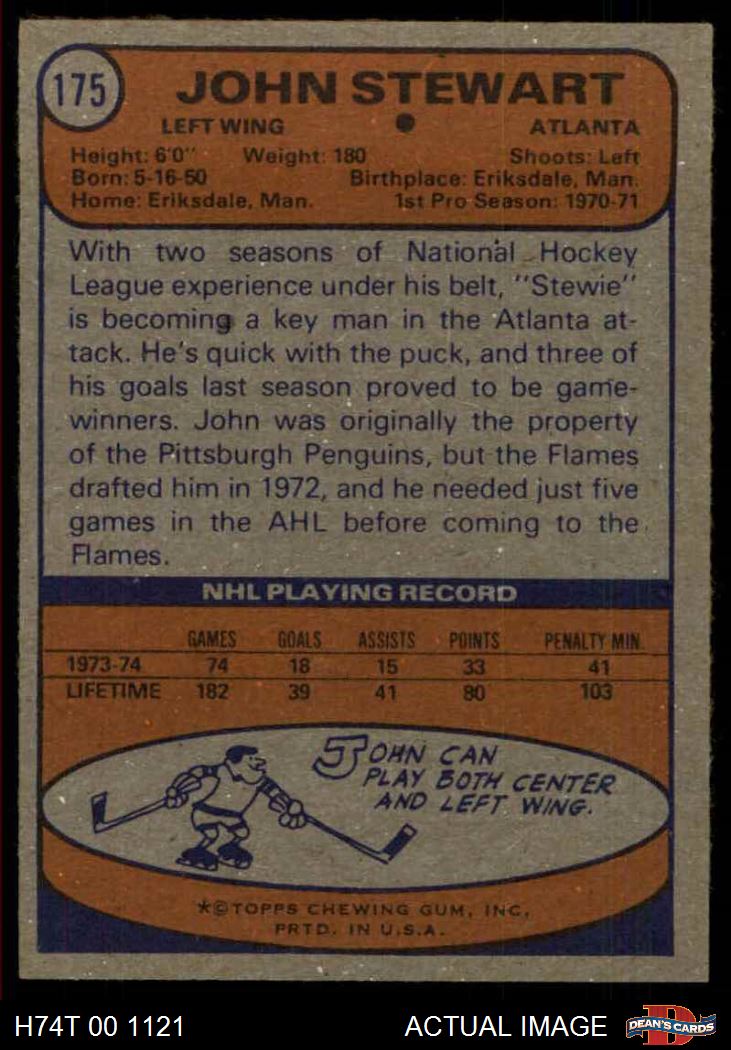 175
JOHN STEWART
LEFT WING ● ATLANTA
Height: 6'0" Weight: 180 Shoots: Left
Born: 5-16-50 Birthplace: Eriksdale, Man.
Home: Eriksdale, Man. 1st Pro Season: 1970-71
With two seasons of National Hockey
League experience under his belt, "Stewie"
is becoming a key man in the Atlanta at-
tack. He's quick with the puck, and three of
his goals last season proved to be game-
winners. John was originally the property
of the Pittsburgh Penguins, but the Flames
drafted him in 1972, and he needed just five
games in the AHL before coming to the
Flames.
NHL PLAYING RECORD
GAMES GOALS ASSISTS POINTS PENALTY MIN.
1973-74 74 18 15 33 41
LIFETIME 182 39 41 80 103
JOHN CAN
PLAY BOTH CENTER
AND LEFT WING.
*©TOPPS CHEWING GUM, INC.
PRTD. IN U.S.A.
H74T 00 1121 ACTUAL IMAGE D DEAN'S CARDS